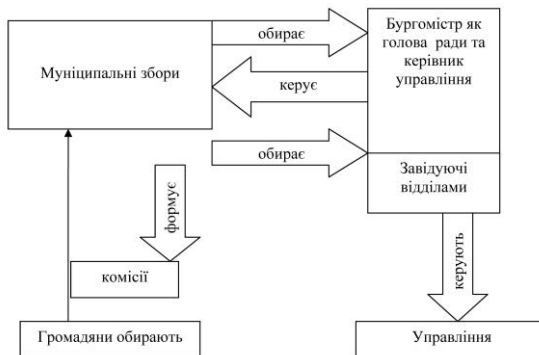 обирає
Бургомістр як
голова ради та
керівник
управління
Муніципальні збори
керує
обирає
Завідуючі
відділами
формує
керують
комісії
Громадяни обирають
Управління